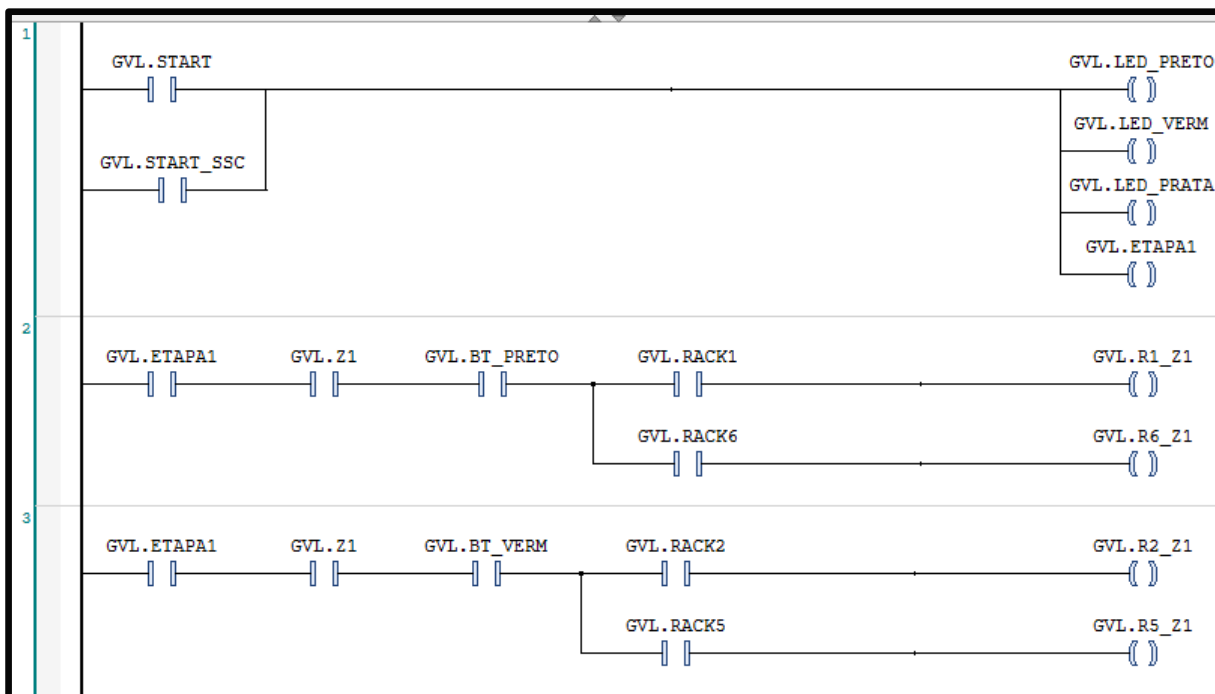 1
GVL.START
GVL.LED_PRETO
GVL.LED_VERM
GVL.START_SSC
GVL.LED_PRATA
GVL.ETAPA1
2
GVL.ETAPA1 GVL.Z1 GVL.BT_PRETO GVL.RACK1 GVL.R1_Z1
GVL.RACK6 GVL.R6_Z1
3
GVL.ETAPA1 GVL.Z1 GVL.BT_VERM GVL.RACK2 GVL.R2_Z1
GVL.RACK5 GVL.R5_Z1